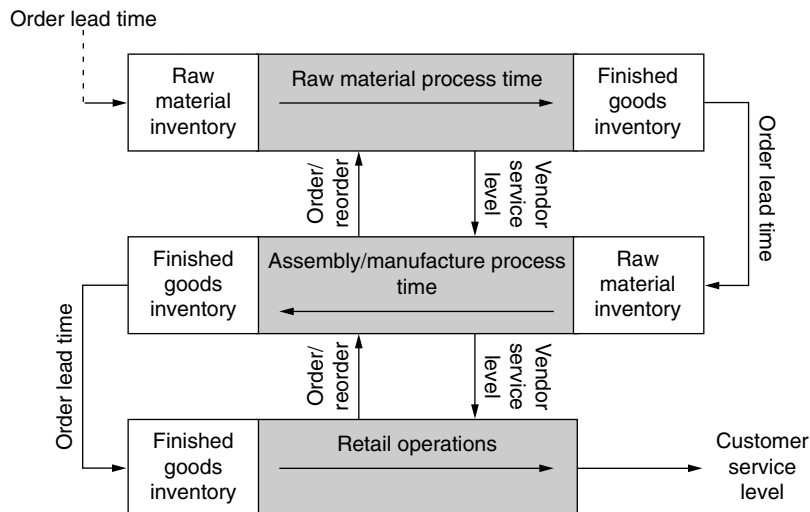 Order lead time
Raw
material
inventory
Raw material process time
Finished
goods
inventory
Order lead time
Order/
reorder
Vendor
service
level
Finished
goods
inventory
Assembly/manufacture process
time
Raw
material
inventory
Order lead time
Order/
reorder
Vendor
service
level
Finished
goods
inventory
Retail operations
Customer
service
level